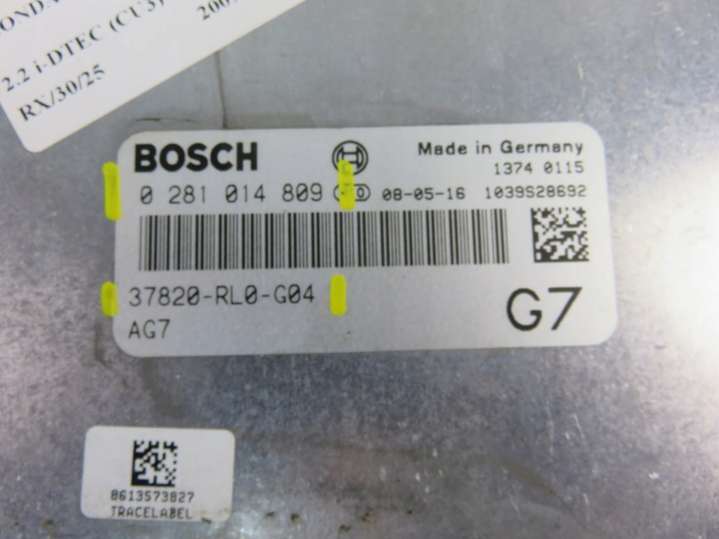 2.2 i-DTEC (CU3)
RX/30/25
BOSCH
Made in Germany
1374 0115
0 281 014 809
08-05-16
1039S28692
37820-RL0-G04
G7
AG7
8613573827
TRACELABEL